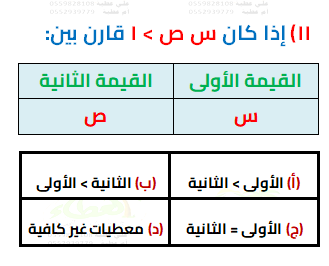 ١١) إذا كان س ص > ١ قارن بين:
القيمة الأولى القيمة الثانية
س ص
(أ) الأولى > الثانية (ب) الثانية > الأولى
(ج) الأولى = الثانية (د) معطيات غير كافية